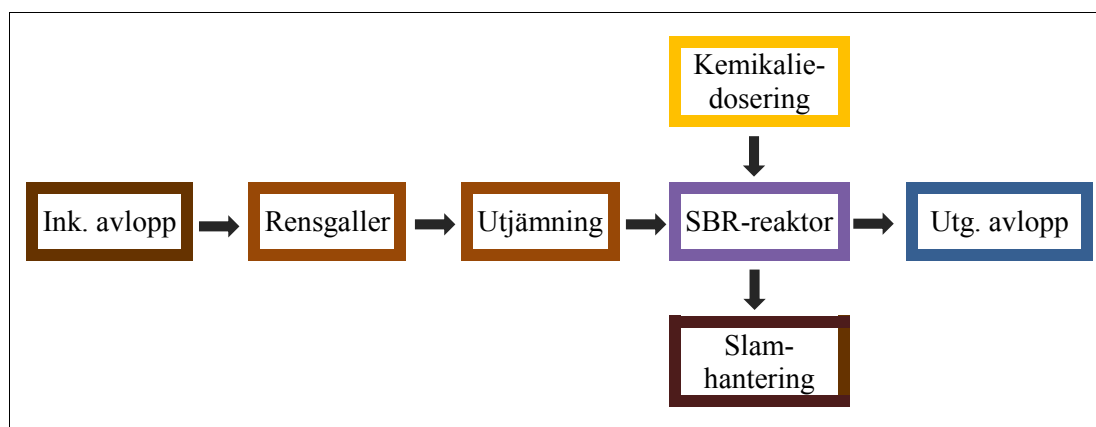 Kemikalie-
dosering
Ink. avlopp
Rensgaller
Utjämning
SBR-reaktor
Utg. avlopp
Slam-
hantering